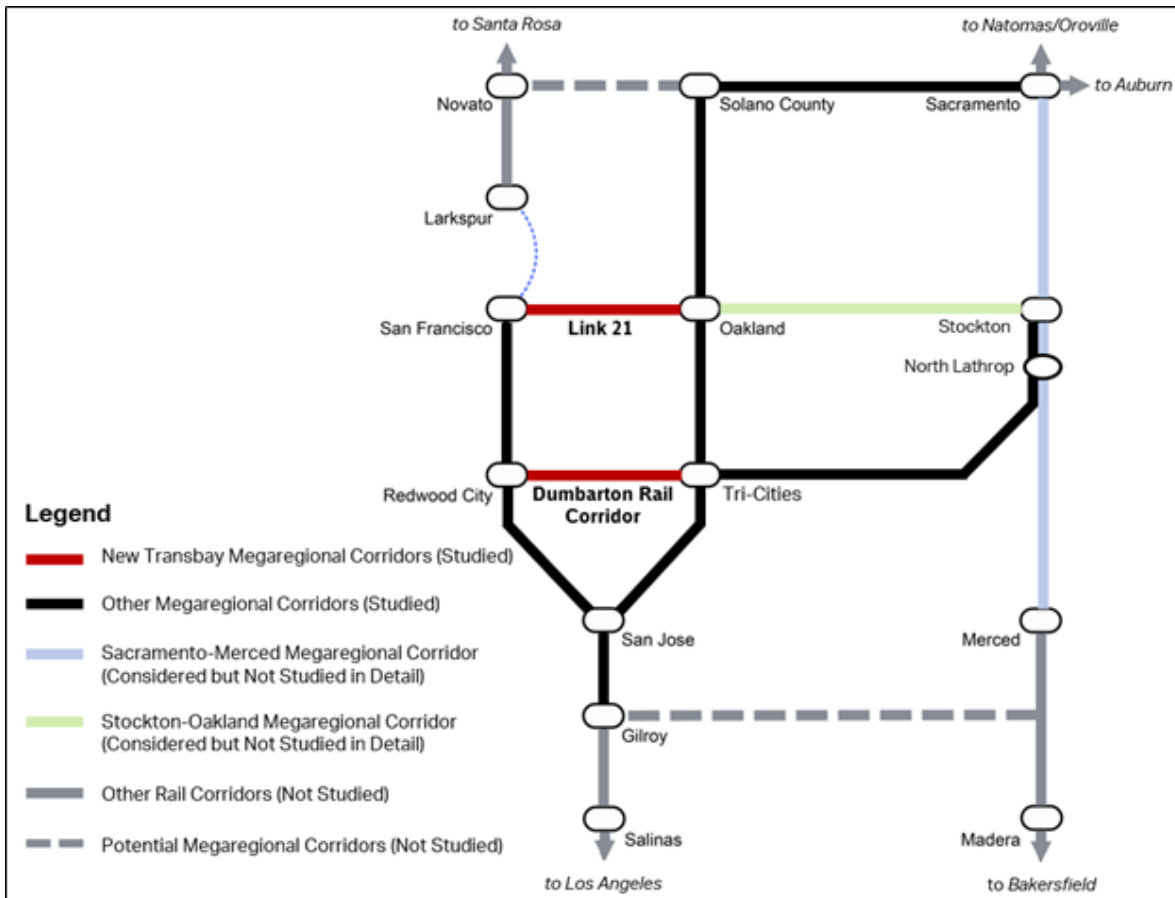 to Santa Rosa
to Natomas/Oroville
to Auburn
Novato
Solano County
Sacramento
Larkspur
San Francisco
Link 21
Oakland
Stockton
North Lathrop
Redwood City
Dumbarton Rail
Corridor
Tri-Cities
San Jose
Merced
Gilroy
Salinas
Madera
to Los Angeles
to Bakersfield
Legend
New Transbay Megaregional Corridors (Studied)
Other Megaregional Corridors (Studied)
Sacramento-Merced Megaregional Corridor
(Considered but Not Studied in Detail)
Stockton-Oakland Megaregional Corridor
(Considered but Not Studied in Detail)
Other Rail Corridors (Not Studied)
Potential Megaregional Corridors (Not Studied)